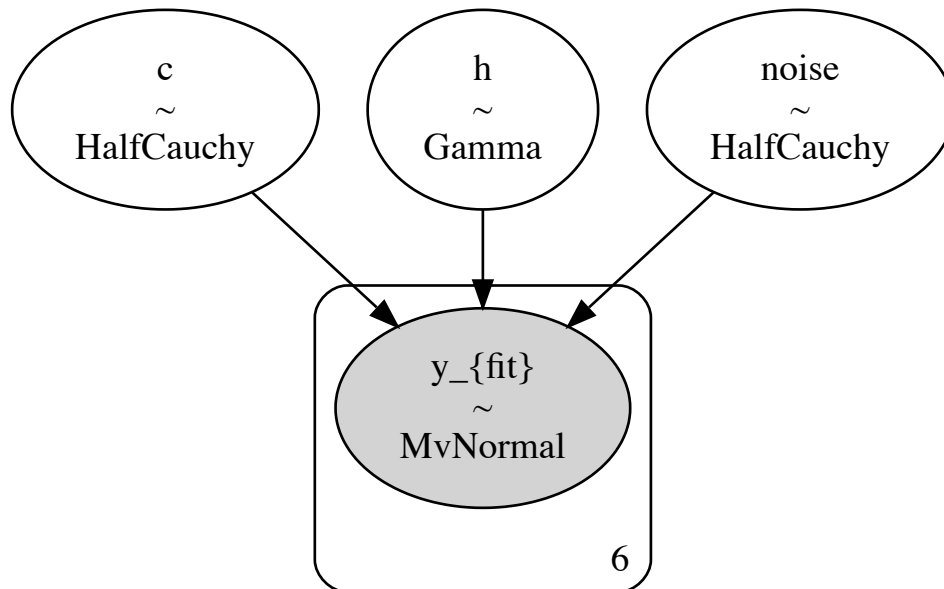 c
~
HalfCauchy
h
~
Gamma
noise
~
HalfCauchy
y_{fit}
~
MvNormal
6